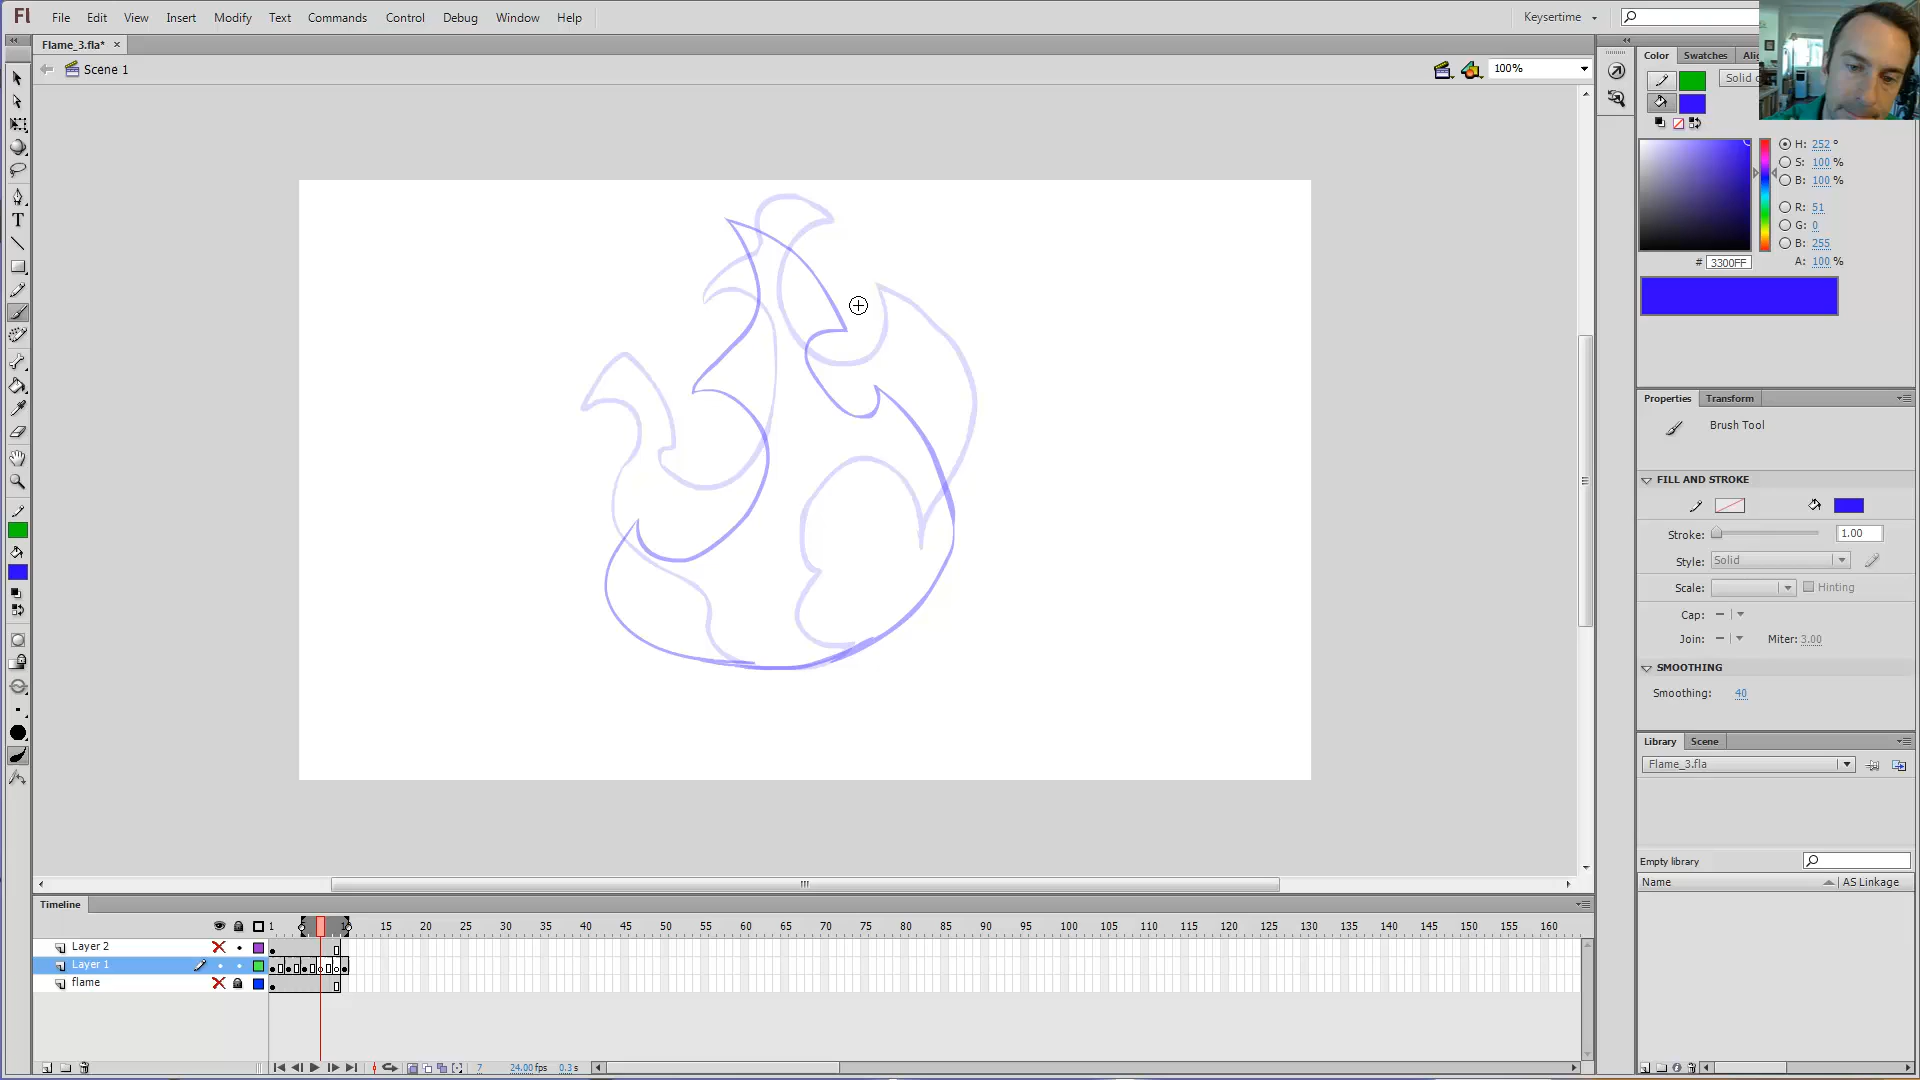 Fl File Edit View Insert Modify Text Commands Control Debug Window Help Keysertime
Flame_3.fla* ×
Scene 1
100%
Color Swatches
H: 252 °
S: 100 %
B: 100 %
R: 51
G: 0
B: 255
# 3300FF A: 100 %
Properties Transform
Brush Tool
FILL AND STROKE
Stroke: 1.00
Style: Solid
Scale: Hinting
Cap:
Join: Miter: 3.00
SMOOTHING
Smoothing: 40
Library Scene
Flame_3.fla
Empty library
Name AS Linkage
Timeline
1 15 20 25 30 35 40 45 50 55 60 65 70 75 80 85 90 95 100 105 110 115 120 125 130 135 140 145 150 155 160
Layer 2
Layer 1
flame
7 24.00 fps 0.3 s